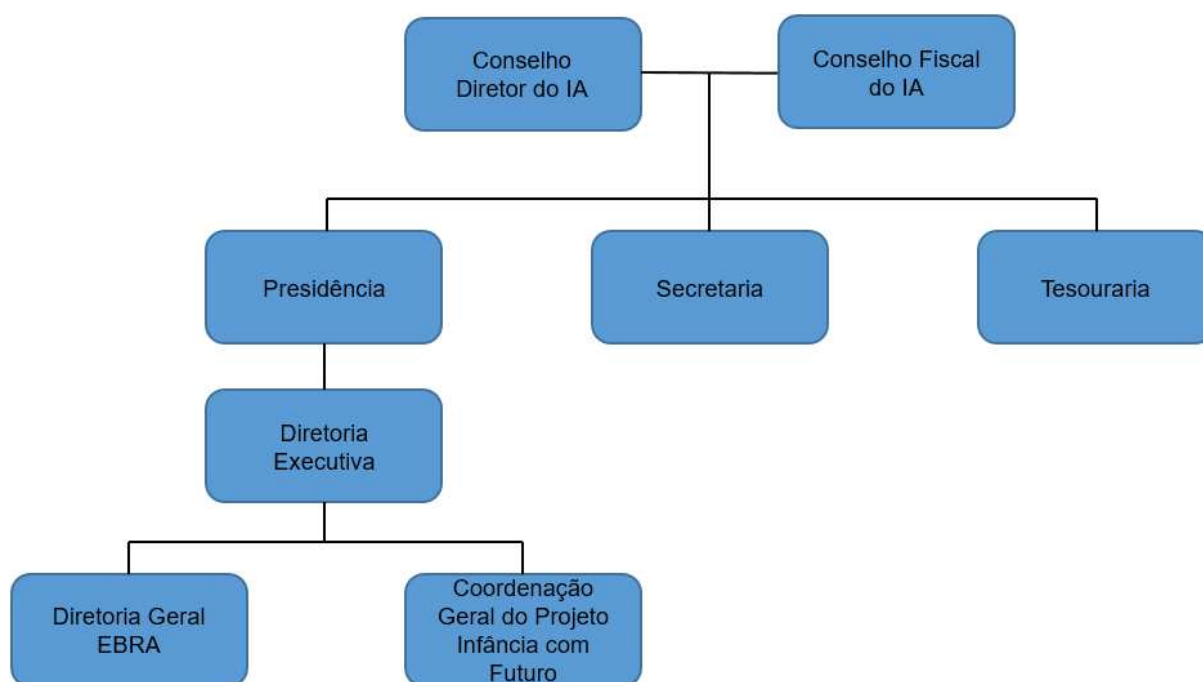 Conselho
Diretor do IA
Conselho Fiscal
do IA
Presidência
Secretaria
Tesouraria
Diretoria
Executiva
Diretoria Geral
EBRA
Coordenação
Geral do Projeto
Infância com
Futuro